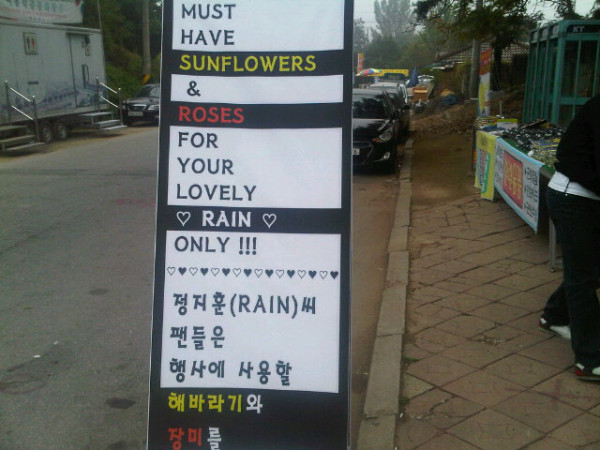 MUST
HAVE
SUNFLOWERS
&
ROSES
FOR
YOUR
LOVELY
♡ RAIN ♡
ONLY !!!
♡♥♡♥♡♥♡♥♡♥♡♥♡♥♡♥
정지훈(RAIN)씨
팬들은
행사에 사용할
해바라기와
장미를